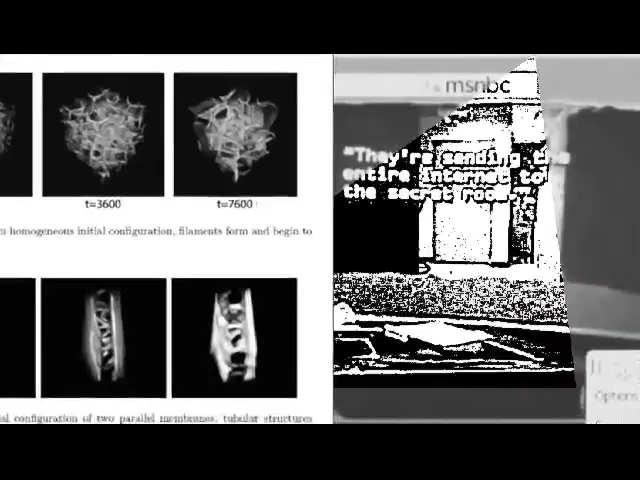 t=3600
t=7600
homogeneous initial configuration, filaments form and begin to
configuration of two parallel membranes, tubular structures
msnbc
"They're sending the
entire Internet to
the secret room."
Options